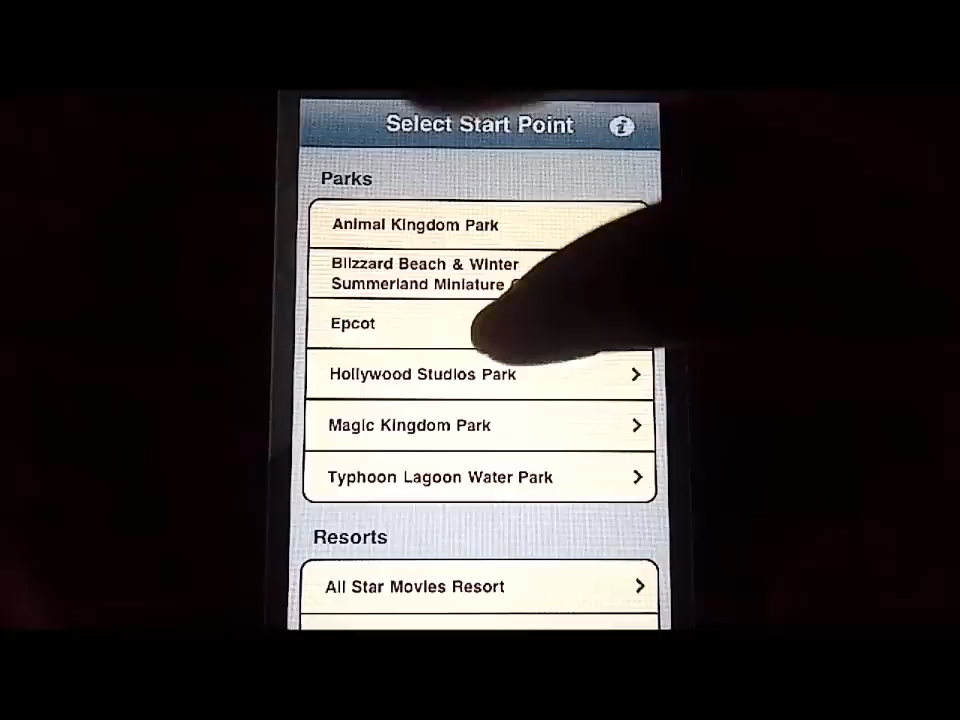 Select Start Point
Parks
Animal Kingdom Park
Blizzard Beach & Winter
Summerland Miniature
Epcot
Hollywood Studios Park
Magic Kingdom Park
Typhoon Lagoon Water Park
Resorts
All Star Movies Resort